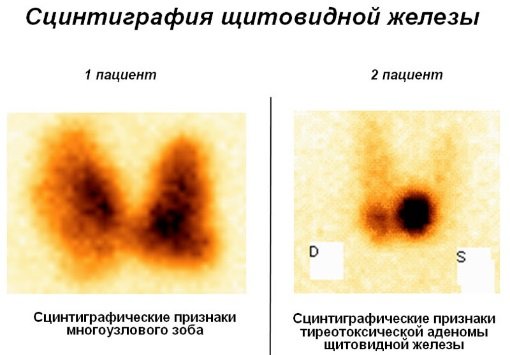 Сцинтиграфия щитовидной железы
1 пациент
2 пациент
D
S
Сцинтиграфические признаки
многоузлового зоба
Сцинтиграфические признаки
тиреотоксической аденомы
щитовидной железы